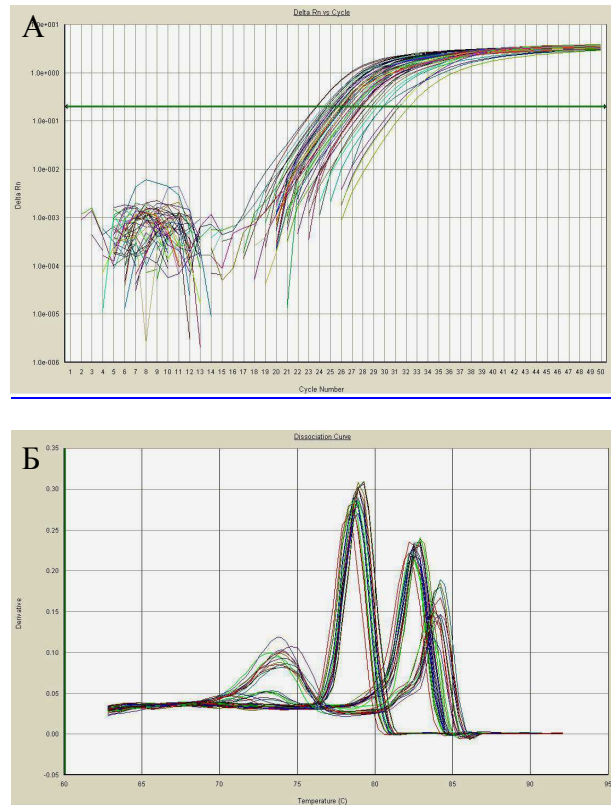 А
Delta Rn vs Cycle
1.0e+001
1.0e+000
1.0e-001
1.0e-002
1.0e-003
1.0e-004
1.0e-005
1.0e-006
Delta Rn
1 2 3 4 5 6 7 8 9 10 11 12 13 14 15 16 17 18 19 20 21 22 23 24 25 26 27 28 29 30 31 32 33 34 35 36 37 38 39 40 41 42 43 44 45 46 47 48 49 50
Cycle Number
Б
Dissociation Curve
0.35
0.30
0.25
0.20
0.15
0.10
0.05
0.00
-0.05
Derivative
60 65 70 75 80 85 90 95
Temperature (C)